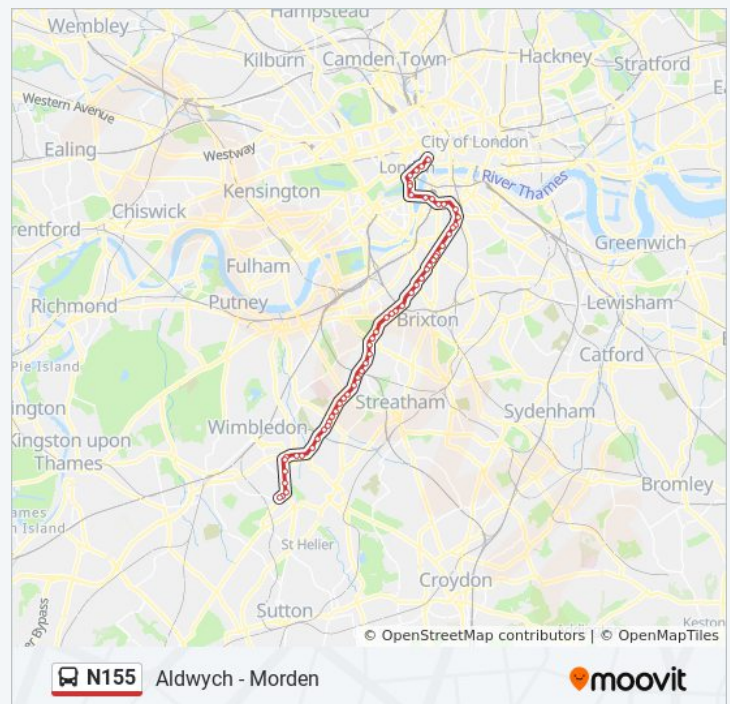 Hampstead
Wembley
Kilburn
Camden Town
Hackney
Stratford
Western Avenue
Ealing
Westway
City of London
Kensington
River Thames
Chiswick
rentford
Greenwich
Fulham
Richmond
Putney
Lewisham
Brixton
Pie Island
Catford
ington
Streatham
Sydenham
Wimbledon
Kingston upon
Thames
Bromley
ames
n Island
St Helier
Croydon
Sutton
er Bypass
Keston
© OpenStreetMap contributors | © OpenMapTiles
N155 Aldwych - Morden
moovit